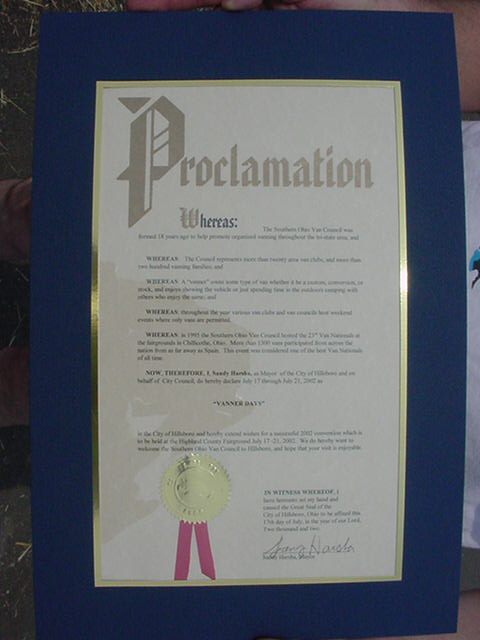 Proclamation
Whereas:
The Southern Ohio Van Council was
formed 18 years ago to help promote organized vanning throughout the tri-state area; and
WHEREAS: The Council represents more than twenty area van clubs, and more than
two hundred vanning families; and
WHEREAS: A "vanner" owns some type of van whether it be a custom, conversion, or
stock, and enjoys showing the vehicle or just spending time in the outdoors camping with
others who enjoy the same; and
WHEREAS: throughout the year various van clubs and van councils host weekend
events where only vans are permitted.
WHEREAS: in 1995 the Southern Ohio Van Council hosted the 23rd Van Nationals at
the fairgrounds in Chillicothe, Ohio. More than 1300 vans participated from across the
nation from as far away as Spain. This event was considered one of the best Van Nationals
of all time.
NOW, THEREFORE, I, Sandy Harsha, as Mayor of the City of Hillsboro and on
behalf of City Council, do hereby declare July 17 through July 21, 2002 as
"VANNER DAYS"
in the City of Hillsboro and hereby extend wishes for a successful 2002 convention which is
to be held at the Highland County Fairground July 17-21, 2002. We do hereby want to
welcome the Southern Ohio Van Council to Hillsboro, and hope that your visit is enjoyable.
IN WITNESS WHEREOF, I
have hereunto set my hand and
caused the Great Seal of the
City of Hillsboro, Ohio to be affixed this
17th day of July, in the year of our Lord,
Two thousand and two.
Sandy Harsha
Sandy Harsha, Mayor